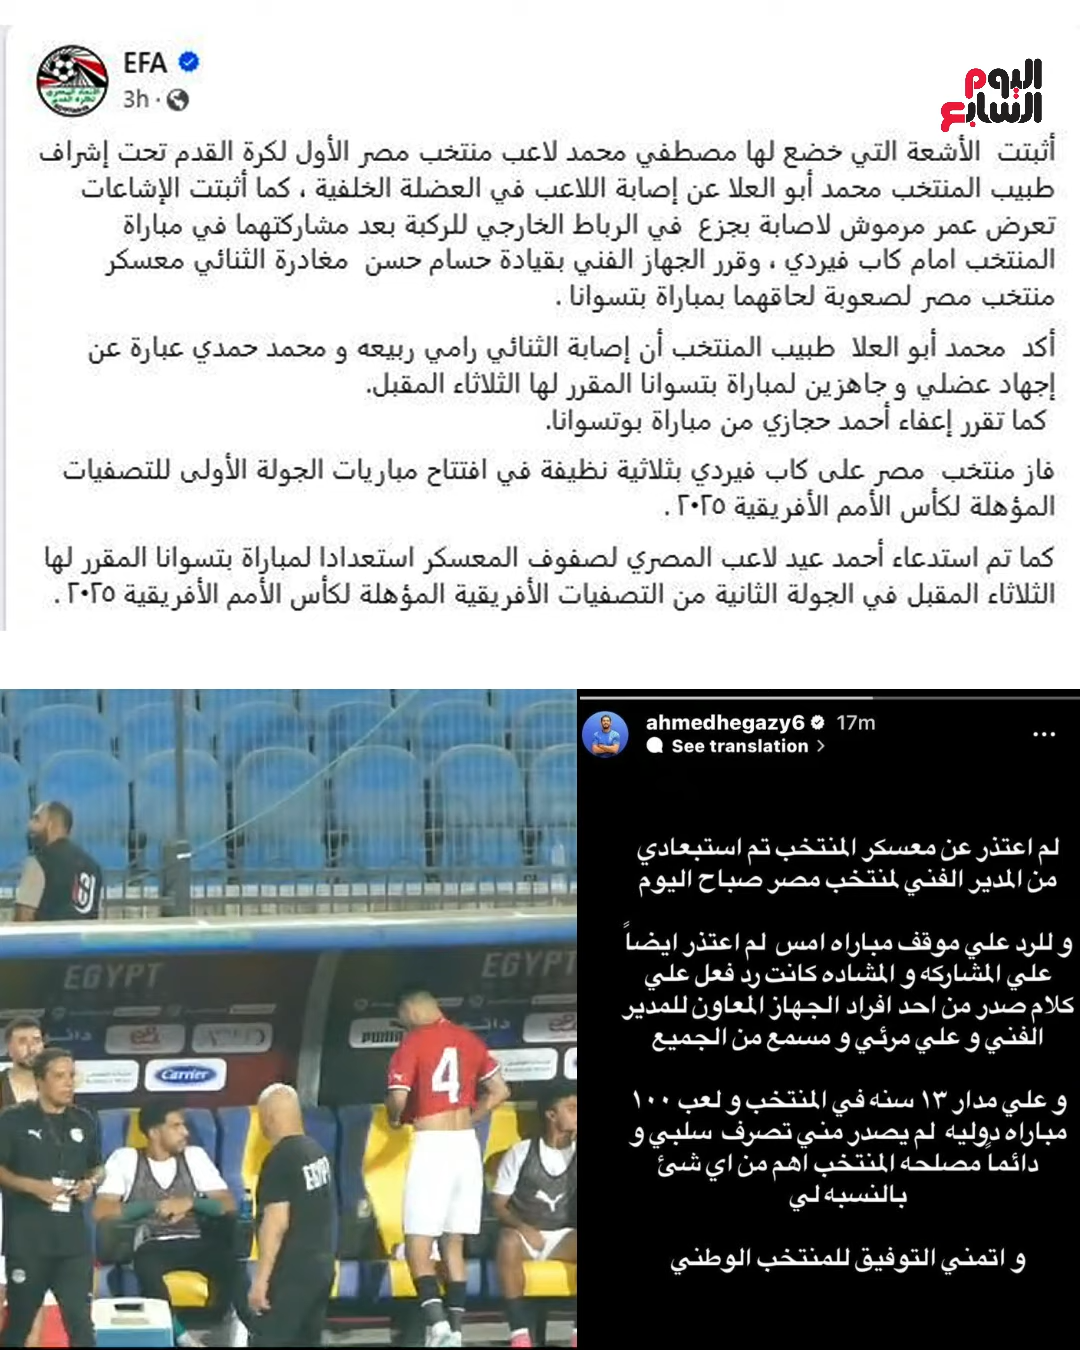 EFA
3h
اليوم
السابع
أثبتت الأشعة التي خضع لها مصطفي محمد لاعب منتخب مصر الأول لكرة القدم تحت إشراف
طبيب المنتخب محمد أبو العلا عن إصابة اللاعب في العضلة الخلفية ، كما أثبتت الإشاعات
تعرض عمر مرموش لاصابة بجزع في الرباط الخارجي للركبة بعد مشاركتهما في مباراة
المنتخب امام كاب فيردي ، وقرر الجهاز الفني بقيادة حسام حسن مغادرة الثنائي معسكر
منتخب مصر لصعوبة لحاقهما بمباراة بتسوانا .
أكد محمد أبو العلا طبيب المنتخب أن إصابة الثنائي رامي ربيعه و محمد حمدي عبارة عن
إجهاد عضلي و جاهزين لمباراة بتسوانا المقرر لها الثلاثاء المقبل.
كما تقرر إعفاء أحمد حجازي من مباراة بوتسوانا.
فاز منتخب مصر على كاب فيردي بثلاثية نظيفة في افتتاح مباريات الجولة الأولى للتصفيات
المؤهلة لكأس الأمم الأفريقية ٢٠٢٥ .
كما تم استدعاء أحمد عيد لاعب المصري لصفوف المعسكر استعدادا لمباراة بتسوانا المقرر لها
الثلاثاء المقبل في الجولة الثانية من التصفيات الأفريقية المؤهلة لكأس الأمم الأفريقية ٢٠٢٥ .
EGYPT
EGYPT
PUMA
Carrier
4
EGYPT
ahmedhegazy6 17m
See translation
لم اعتذر عن معسكر المنتخب تم استبعادي
من المدير الفني لمنتخب مصر صباح اليوم
و للرد علي موقف مباراه امس لم اعتذر ايضاً
علي المشاركه و المشاده كانت رد فعل علي
كلام صدر من احد افراد الجهاز المعاون للمدير
الفني و علي مرئي و مسمع من الجميع
و علي مدار ١٣ سنه في المنتخب و لعب ١٠٠
مباراه دوليه لم يصدر مني تصرف سلبي و
دائماً مصلحه المنتخب اهم من اي شئ
بالنسبه لي
و اتمني التوفيق للمنتخب الوطني